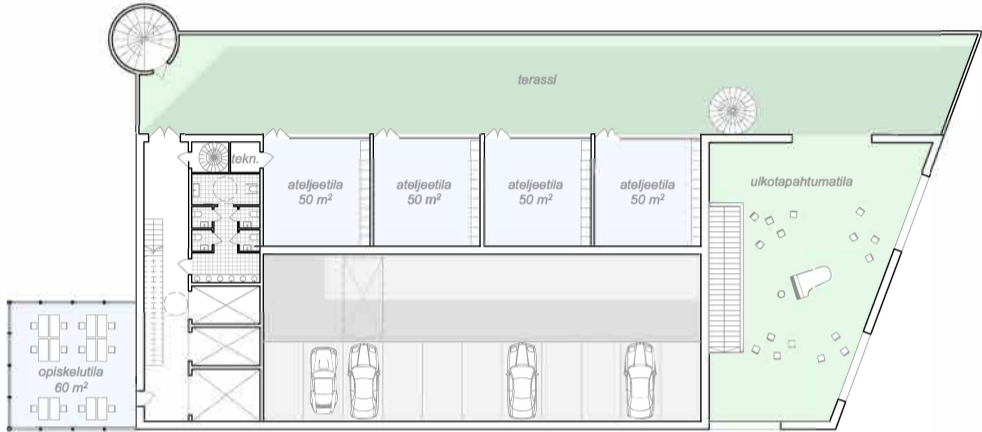 terassi
tekn.
ateljeetila
50 m²
ateljeetila
50 m²
ateljeetila
50 m²
ateljeetila
50 m²
ulkotapahtumatila
opiskelutila
60 m²